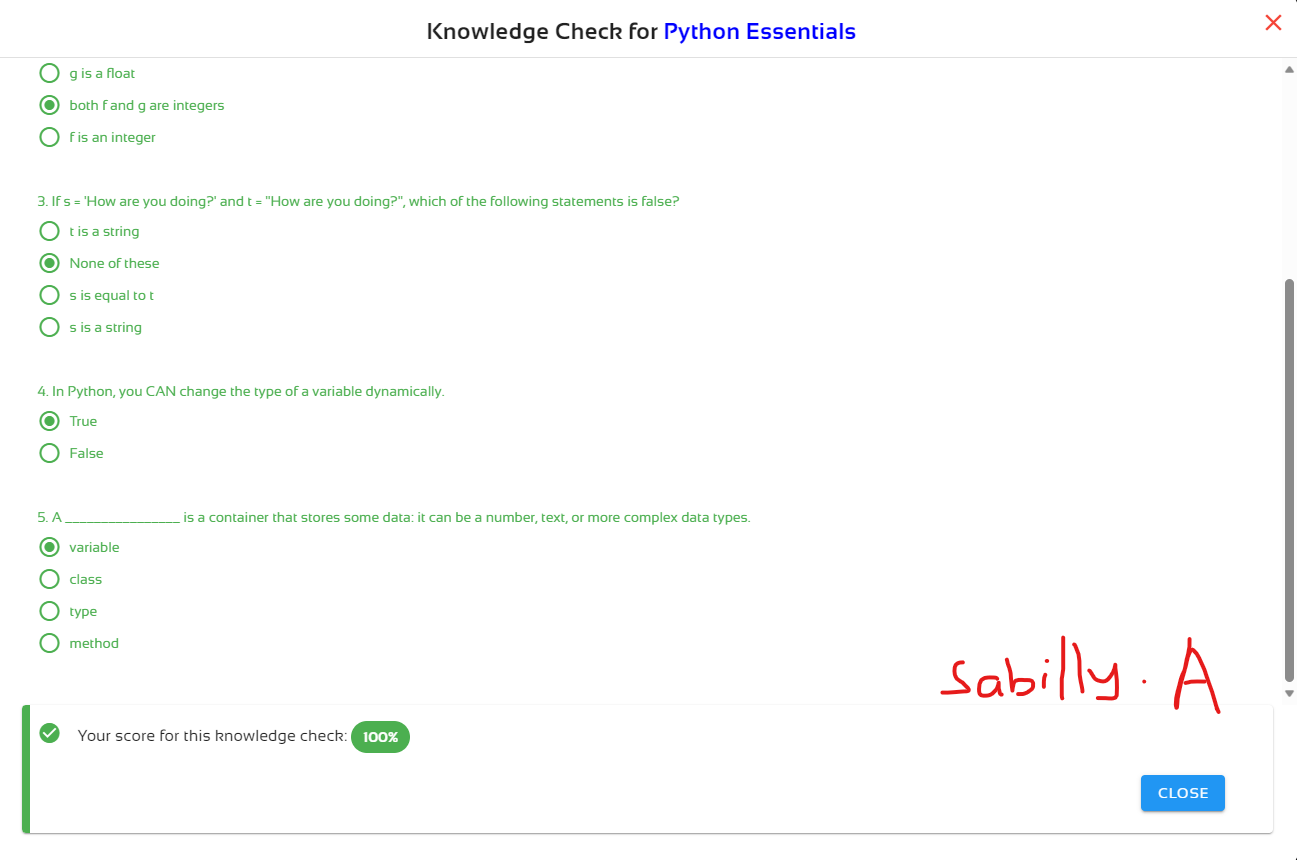 Knowledge Check for Python Essentials
g is a float
both f and g are integers
f is an integer
3. If s = 'How are you doing?' and t = "How are you doing?", which of the following statements is false?
t is a string
None of these
s is equal to t
s is a string
4. In Python, you CAN change the type of a variable dynamically.
True
False
5. A ________________ is a container that stores some data: it can be a number, text, or more complex data types.
variable
class
type
method
sabilly. A
Your score for this knowledge check: 100%
CLOSE